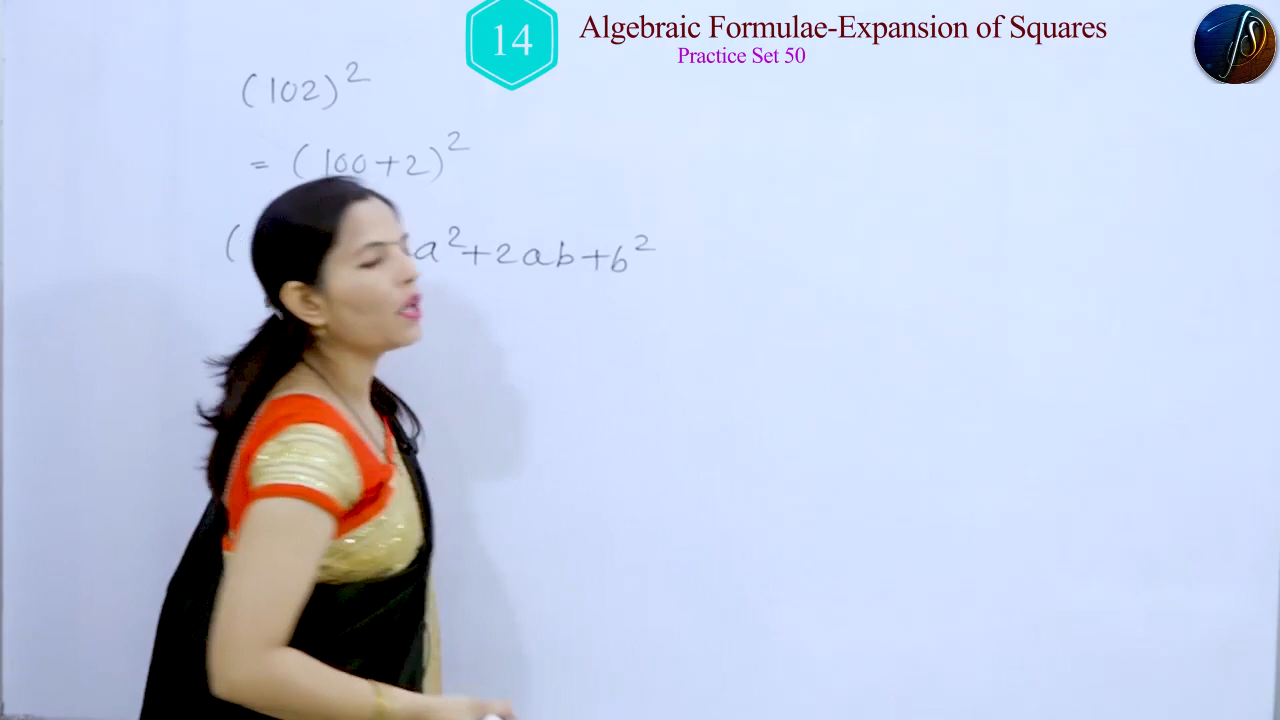 14
Algebraic Formulae-Expansion of Squares
Practice Set 50
(102)²
= (100+2)²
( a²+2ab+b²